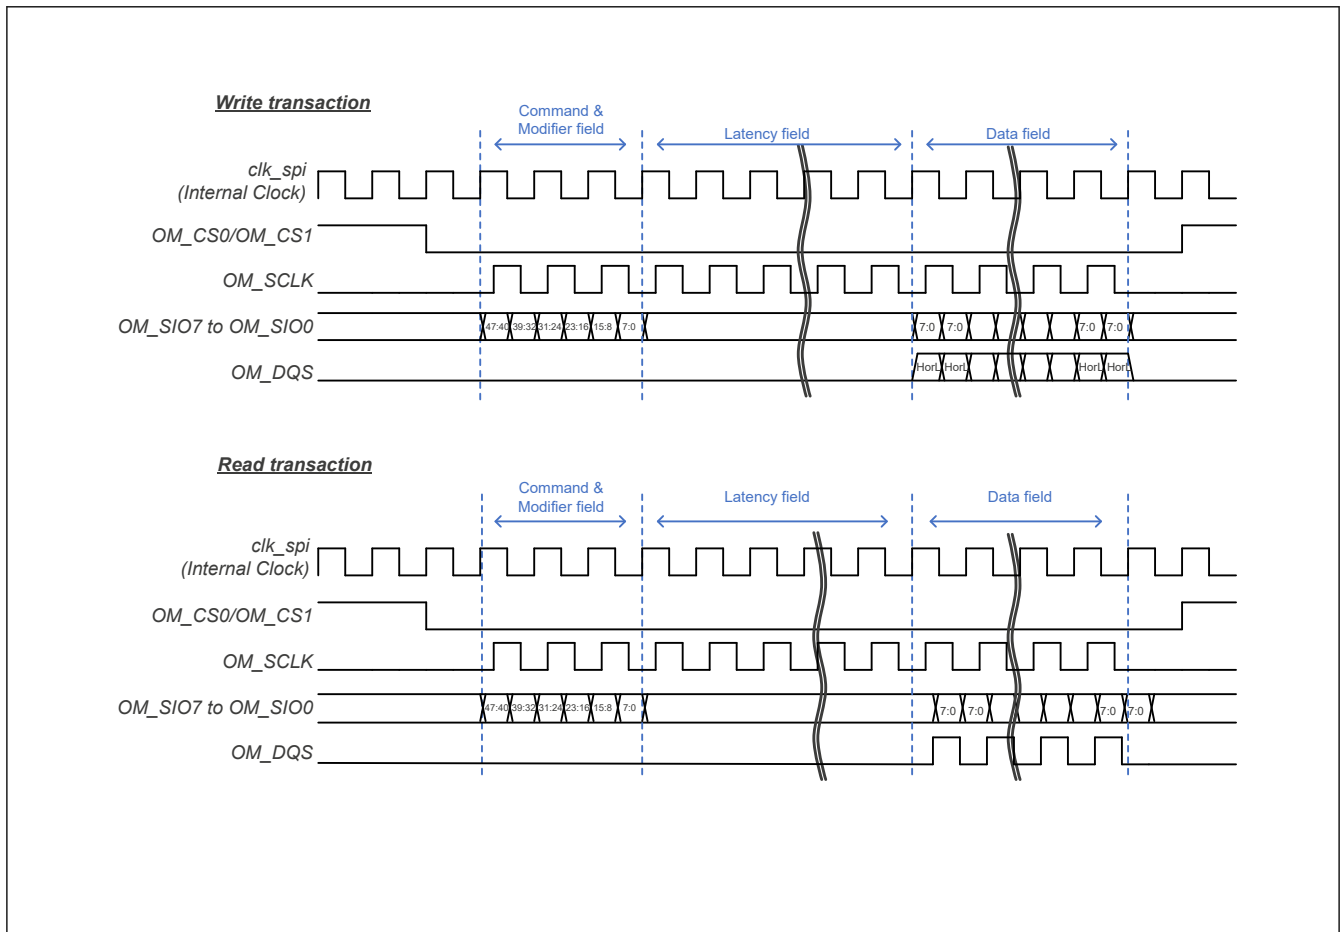 Write transaction
Command &
Modifier field
Latency field
Data field
clk_spi
(Internal Clock)
OM_CS0/OM_CS1
OM_SCLK
OM_SIO7 to OM_SIO0
47:40 39:32 31:24 23:16 15:8 7:0 7:0 7:0 7:0 7:0
OM_DQS
HorL HorL HorL HorL
Read transaction
Command &
Modifier field
Latency field
Data field
clk_spi
(Internal Clock)
OM_CS0/OM_CS1
OM_SCLK
OM_SIO7 to OM_SIO0
47:40 39:32 31:24 23:16 15:8 7:0 7:0 7:0 7:0 7:0
OM_DQS